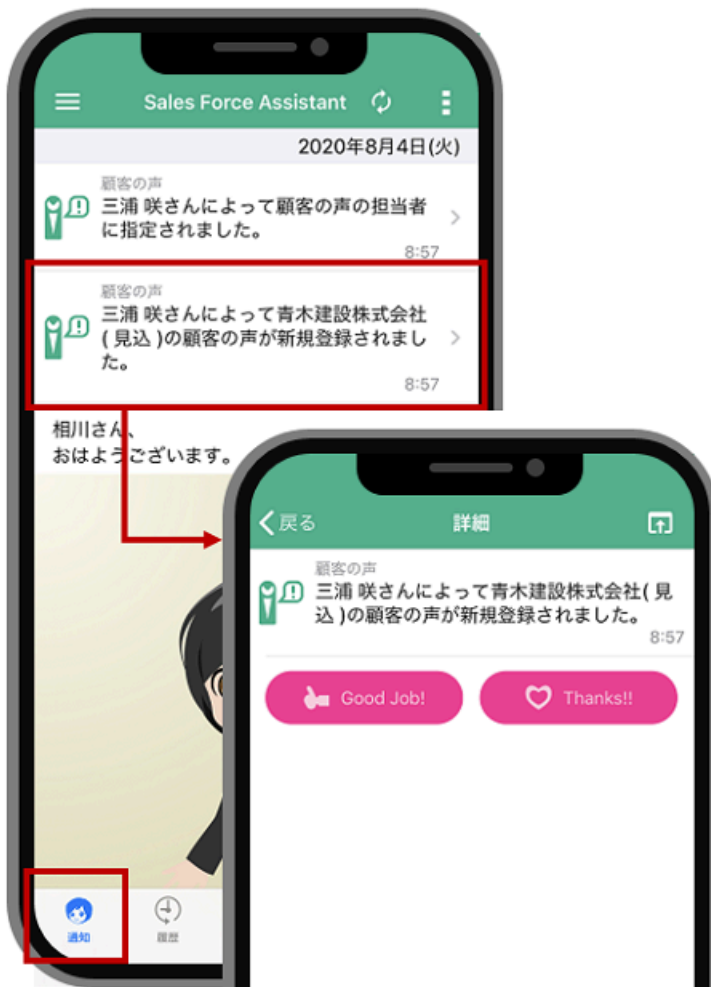 Sales Force Assistant
2020年8月4日(火)
顧客の声
三浦 咲さんによって顧客の声の担当者
に指定されました。
8:57
顧客の声
三浦 咲さんによって青木建設株式会社
( 見込 )の顧客の声が新規登録されまし
た。
8:57
相川さん、
おはようございます。
通知
履歴
戻る
詳細
顧客の声
三浦 咲さんによって青木建設株式会社( 見
込 )の顧客の声が新規登録されました。
8:57
Good Job!
Thanks!!